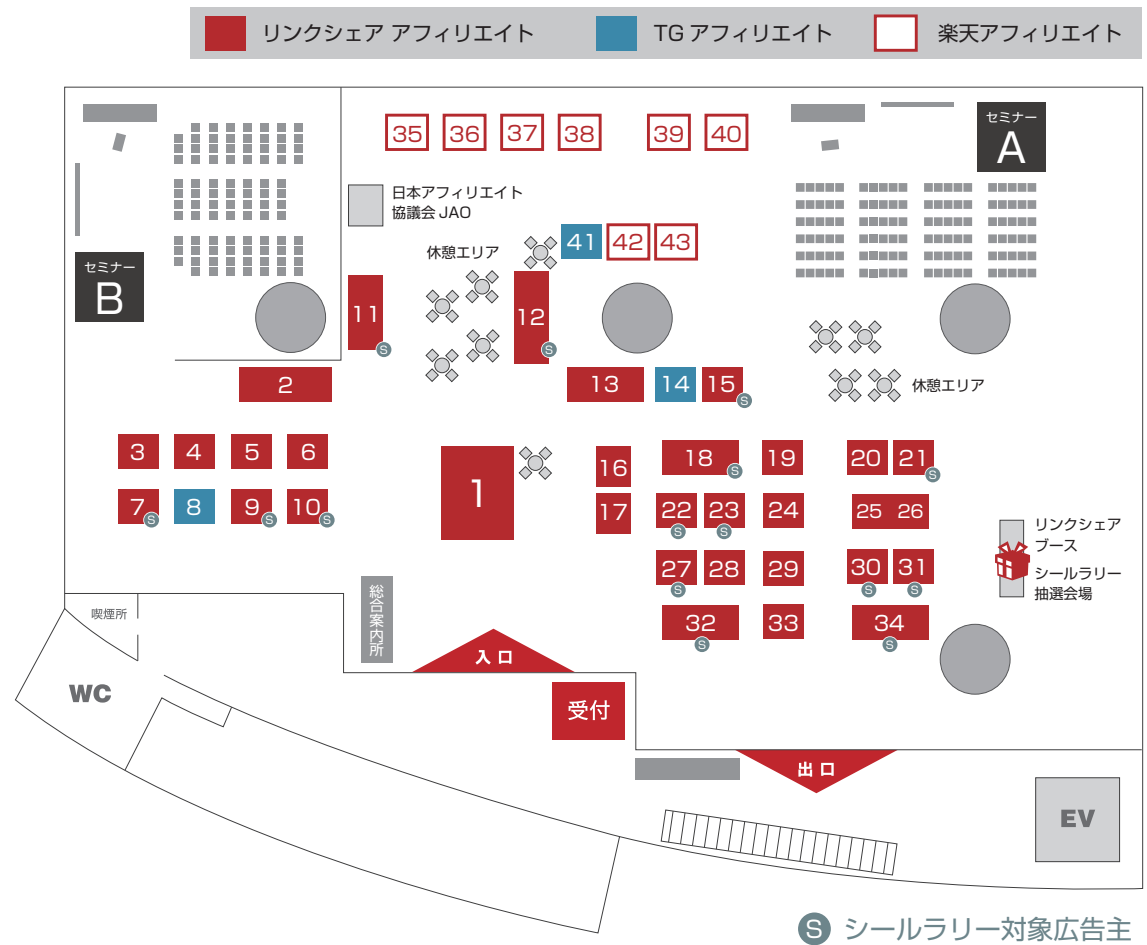 リンクシェア アフィリエイト
TG アフィリエイト
楽天アフィリエイト
35
36
37
38
39
40
セミナー
A
日本アフィリエイト
協議会 JAO
41
42
43
休憩エリア
セミナー
B
11
S
12
S
2
13
14
15
S
休憩エリア
3
4
5
6
7
S
8
9
S
10
S
1
16
17
18
S
19
20
21
S
22
S
23
S
24
25 26
27
S
28
29
30
S
31
S
32
S
33
34
S
リンクシェア
ブース
シールラリー
抽選会場
喫煙所
総合案内所
入口
WC
受付
出口
EV
S シールラリー対象広告主